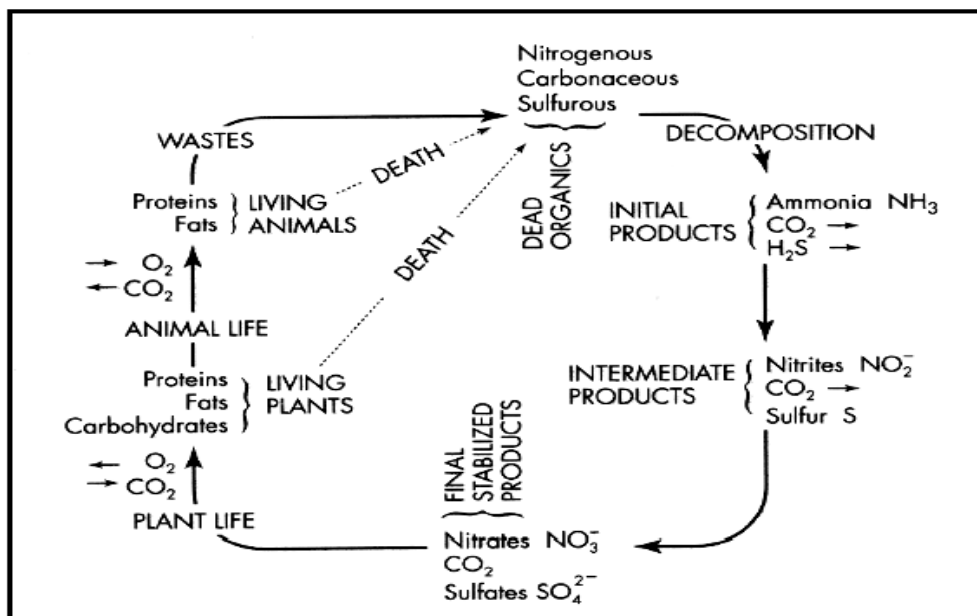 Nitrogenous
Carbonaceous
Sulfurous
DEAD
ORGANICS
DECOMPOSITION
INITIAL
PRODUCTS
Ammonia NH₃
CO₂ →
H₂S →
INTERMEDIATE
PRODUCTS
Nitrites NO₂⁻
CO₂ →
Sulfur S
FINAL
STABILIZED
PRODUCTS
Nitrates NO₃⁻
CO₂
Sulfates SO₄²⁻
PLANT LIFE
← O₂
→ CO₂
Proteins
Fats
Carbohydrates
LIVING
PLANTS
DEATH
ANIMAL LIFE
→ O₂
← CO₂
Proteins
Fats
LIVING
ANIMALS
DEATH
WASTES